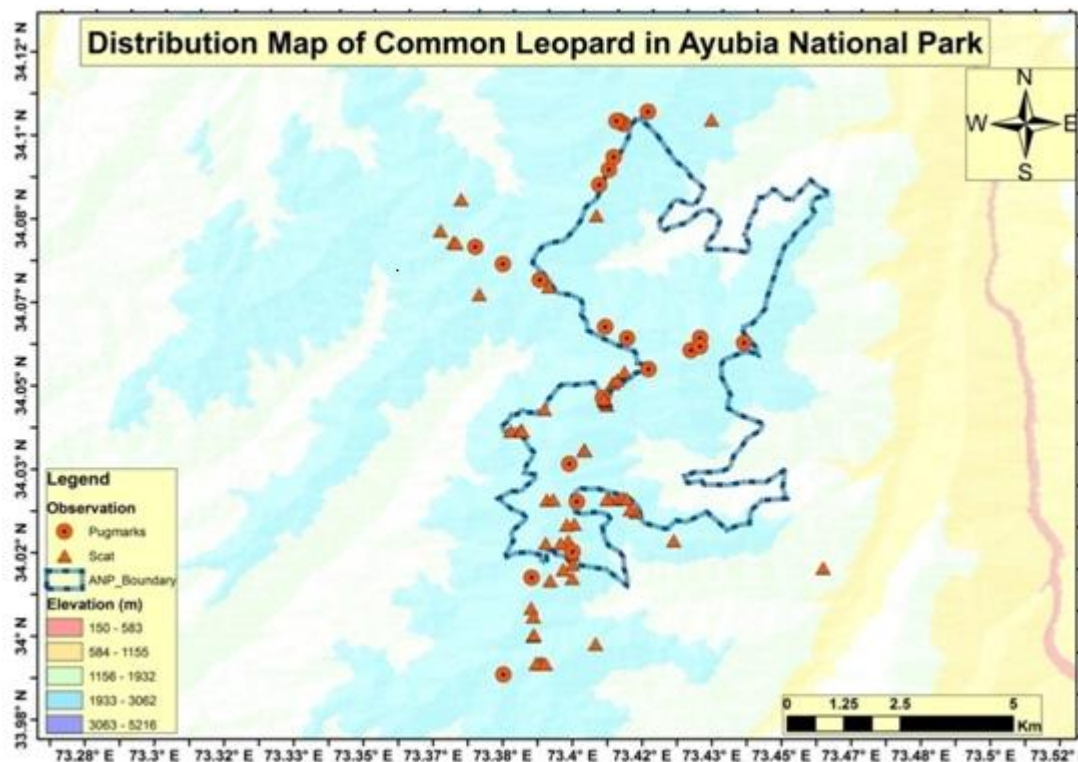 Distribution Map of Common Leopard in Ayubia National Park
N
W E
S
34.12° N
34.1° N
34.08° N
34.07° N
34.05° N
34.03° N
34.02° N
34° N
33.98° N
Legend
Observation
Pugmarks
Scat
ANP_Boundary
Elevation (m)
150 - 583
584 - 1155
1156 - 1932
1933 - 3062
3063 - 5216
0 1.25 2.5 5
Km
73.28° E 73.3° E 73.32° E 73.33° E 73.35° E 73.37° E 73.38° E 73.4° E 73.42° E 73.43° E 73.45° E 73.47° E 73.48° E 73.5° E 73.52° E